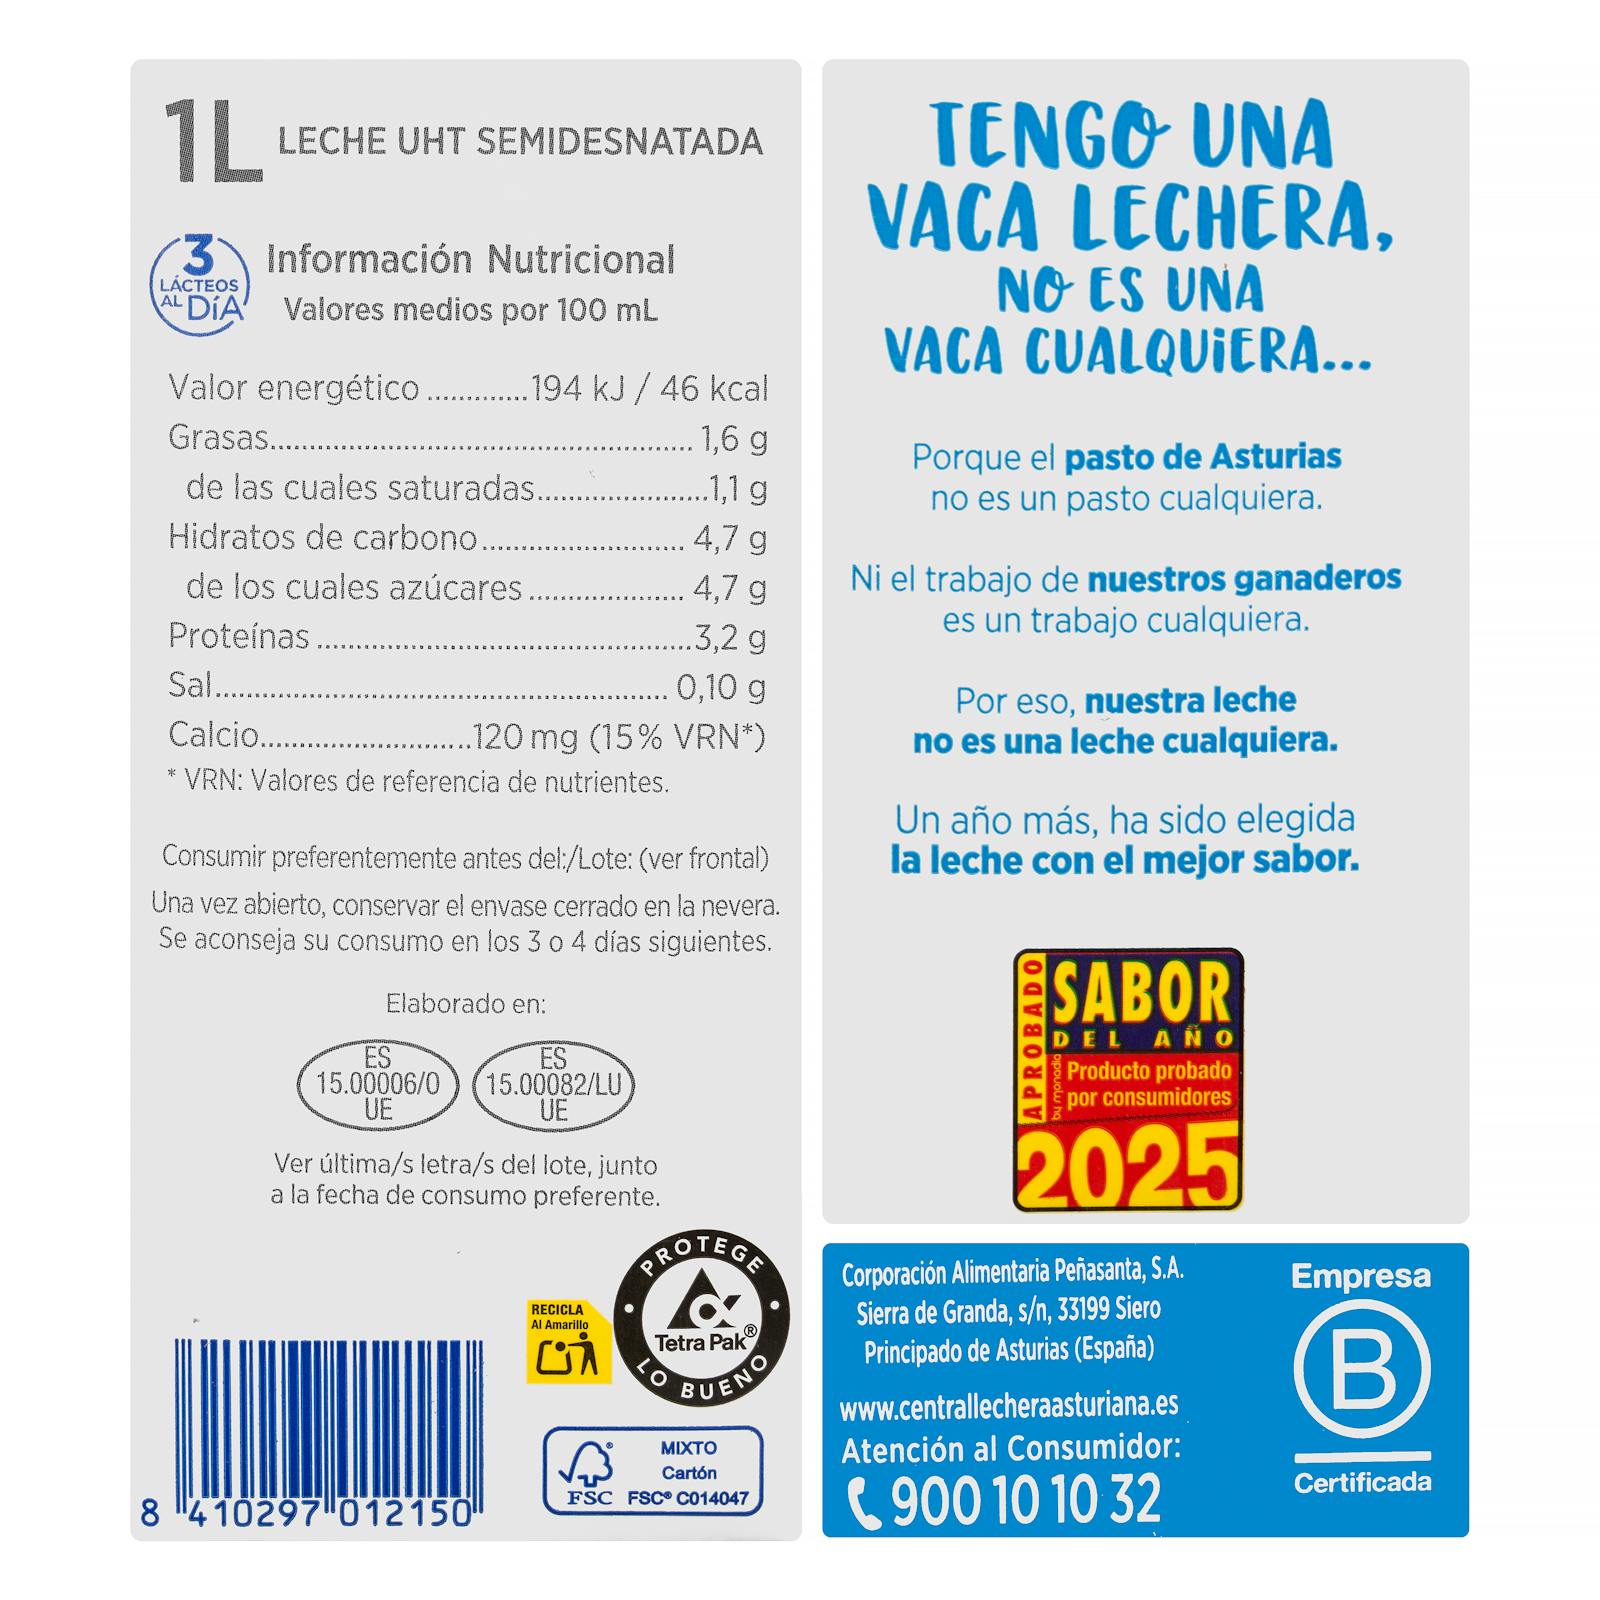 1L LECHE UHT SEMIDESNATADA
3
LÁCTEOS
AL DíA
Información Nutricional
Valores medios por 100 mL
Valor energético.............194 kJ / 46 kcal
Grasas...................................................... 1,6 g
de las cuales saturadas......................1,1 g
Hidratos de carbono.......................... 4,7 g
de los cuales azúcares .................... 4,7 g
Proteínas ................................................3,2 g
Sal.......................................................... 0,10 g
Calcio...........................120 mg (15% VRN*)
* VRN: Valores de referencia de nutrientes.
Consumir preferentemente antes del:/Lote: (ver frontal)
Una vez abierto, conservar el envase cerrado en la nevera.
Se aconseja su consumo en los 3 o 4 días siguientes.
Elaborado en:
ES
15.00006/O
UE
ES
15.00082/LU
UE
Ver última/s letra/s del lote, junto
a la fecha de consumo preferente.
PROTEGE
Tetra Pak®
LO BUENO
RECICLA
Al Amarillo
8 410297 012150
FSC
MIXTO
Cartón
FSC® C014047
TENGO UNA
VACA LECHERA,
NO ES UNA
VACA CUALQUiERA...
Porque el pasto de Asturias
no es un pasto cualquiera.
Ni el trabajo de nuestros ganaderos
es un trabajo cualquiera.
Por eso, nuestra leche
no es una leche cualquiera.
Un año más, ha sido elegida
la leche con el mejor sabor.
APROBADO
SABOR
DEL AÑO
by monadia
Producto probado
por consumidores
2025
Corporación Alimentaria Peñasanta, S.A.
Sierra de Granda, s/n, 33199 Siero
Principado de Asturias (España)
www.centrallecheraasturiana.es
Atención al Consumidor:
900 10 10 32
Empresa
B
Certificada